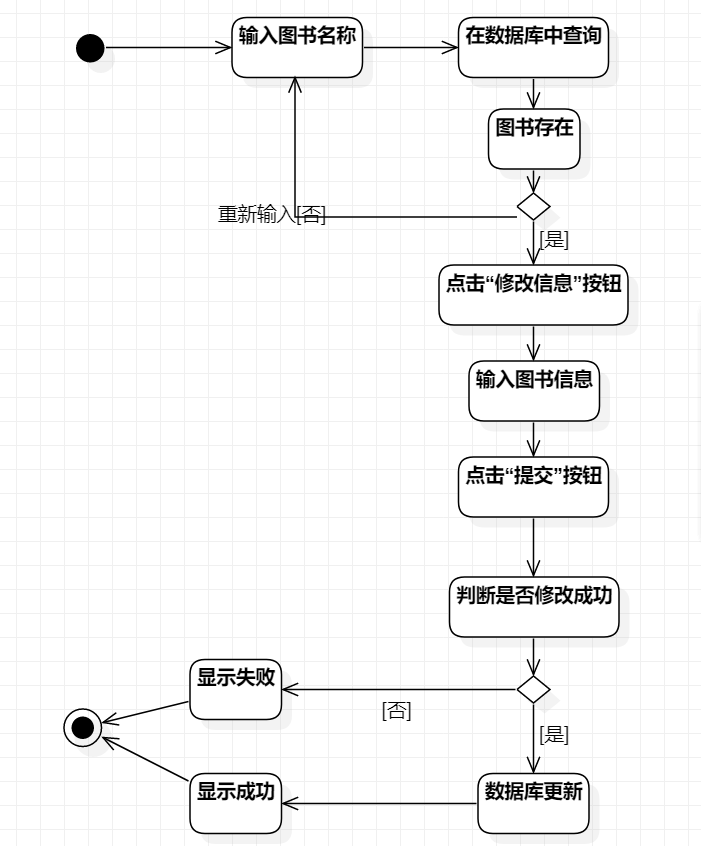 输入图书名称
在数据库中查询
图书存在
重新输入[否]
[是]
点击“修改信息”按钮
输入图书信息
点击“提交”按钮
判断是否修改成功
显示失败
[否]
[是]
显示成功
数据库更新